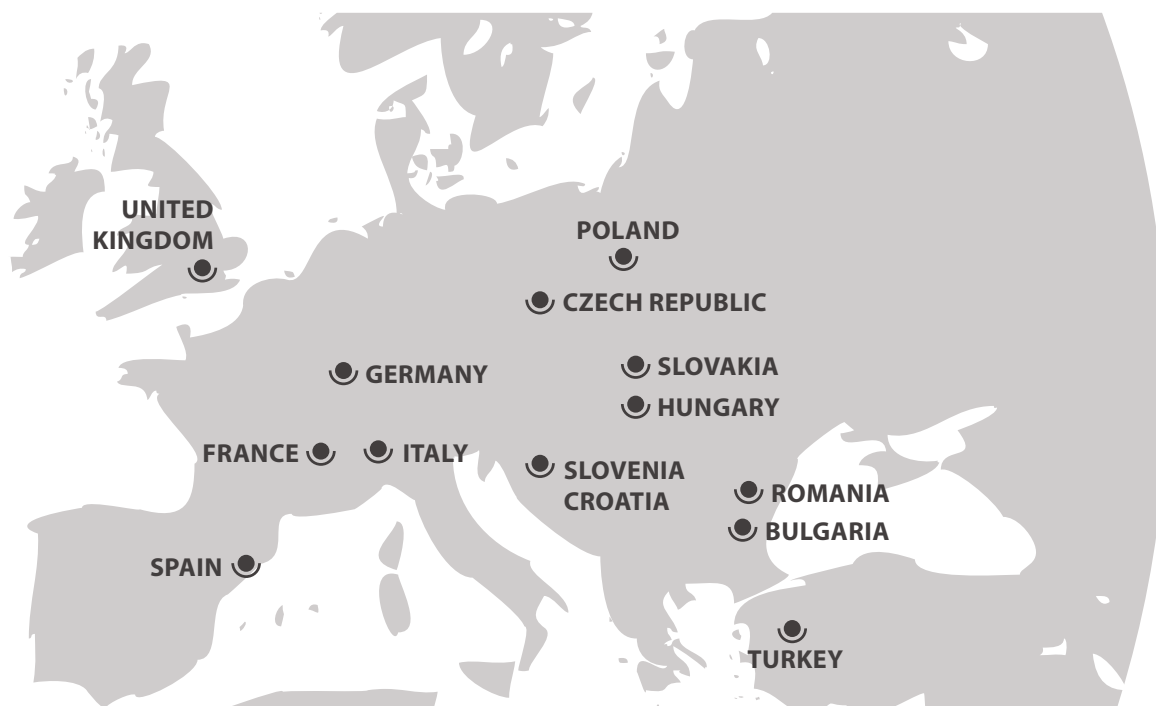 UNITED
KINGDOM
POLAND
CZECH REPUBLIC
SLOVAKIA
GERMANY
HUNGARY
FRANCE
ITALY
SLOVENIA
CROATIA
ROMANIA
BULGARIA
SPAIN
TURKEY